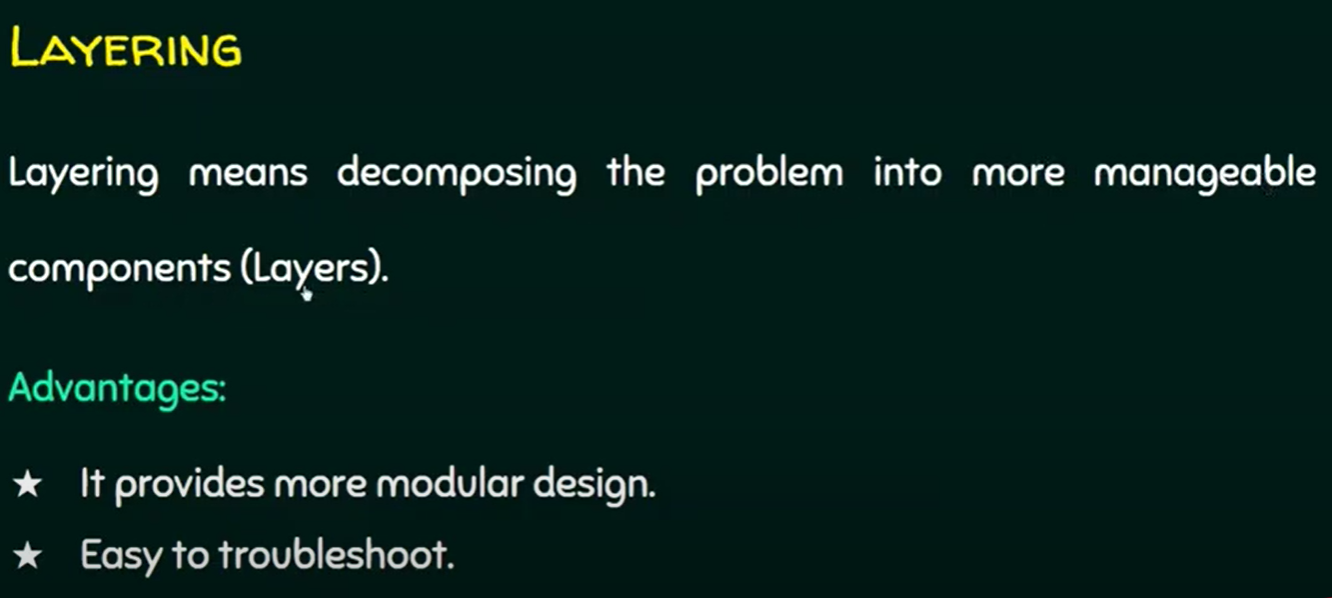 LAYERING
Layering means decomposing the problem into more manageable
components (Layers).
Advantages:
★ It provides more modular design.
★ Easy to troubleshoot.